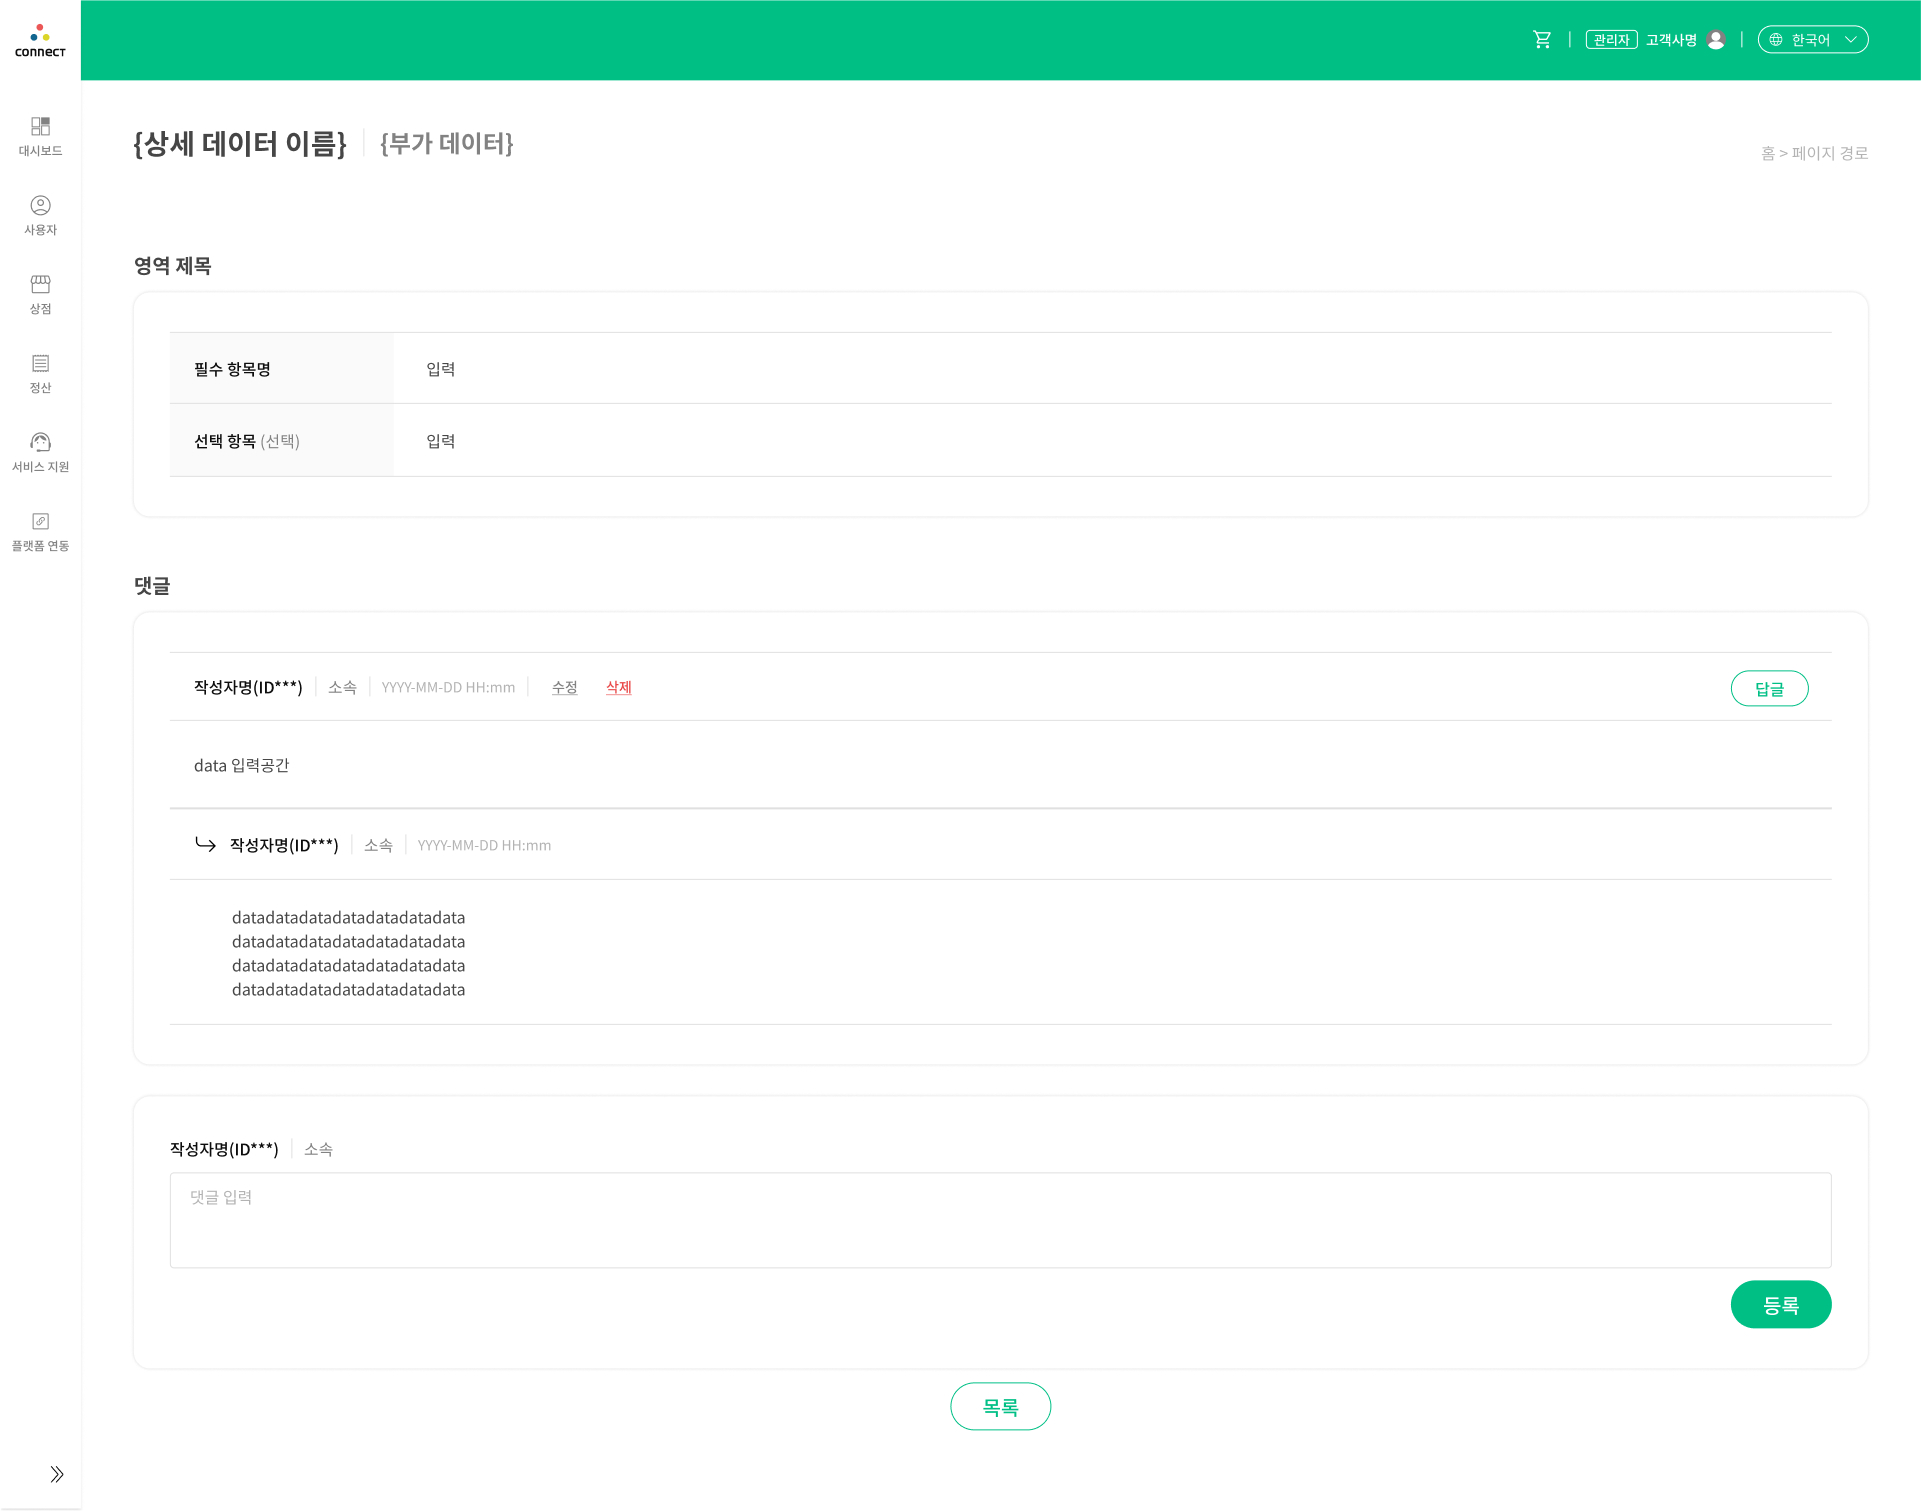 connect
관리자 고객사명 한국어
대시보드
사용자
상점
정산
서비스 지원
플랫폼 연동
{상세 데이터 이름} {부가 데이터}
홈 > 페이지 경로
영역 제목
필수 항목명 입력
선택 항목 (선택) 입력
댓글
작성자명(ID***) 소속 YYYY-MM-DD HH:mm 수정 삭제 답글
data 입력공간
작성자명(ID***) 소속 YYYY-MM-DD HH:mm
datadatadatadatadatadatadata
datadatadatadatadatadatadata
datadatadatadatadatadatadata
datadatadatadatadatadatadata
작성자명(ID***) 소속
댓글 입력
등록
목록